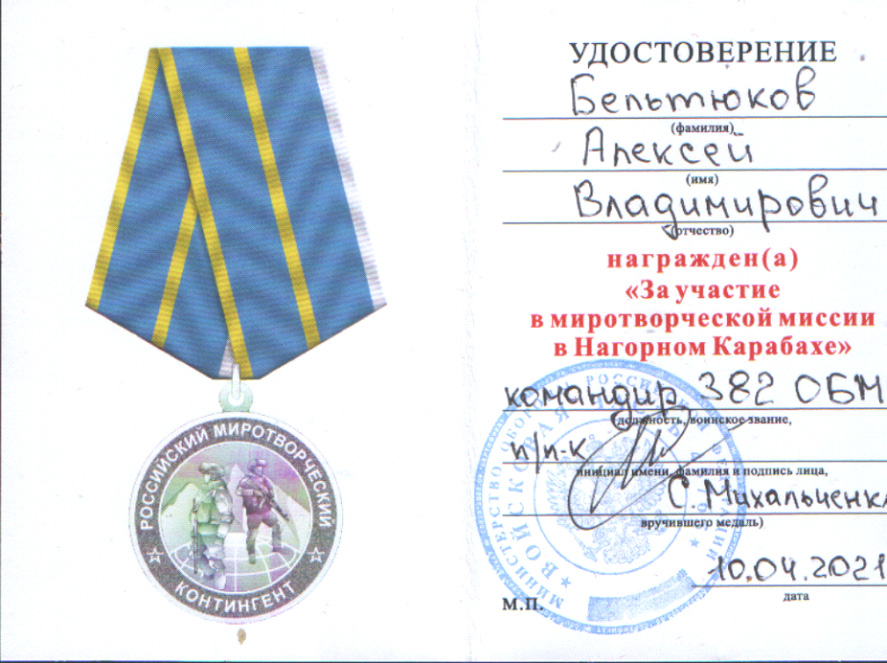 РОССИЙСКИЙ МИРОТВОРЧЕСКИЙ
КОНТИНГЕНТ
УДОСТОВЕРЕНИЕ
Бельтюков
(фамилия)
Алексей
(имя)
Владимирович
(отчество)
награжден(а)
«За участие
в миротворческой миссии
в Нагорном Карабахе»
командир 382 ОБМ
(должность, воинское звание,
п/п-к
инициал имени, фамилия и подпись лица,
С. Михальченк
вручившего медаль)
10.04.2021
дата
М.П.
МИНИСТЕРСТВО ОБОРОНЫ РОССИЙСКОЙ ФЕДЕРАЦИИ
ВОЙСКОВАЯ